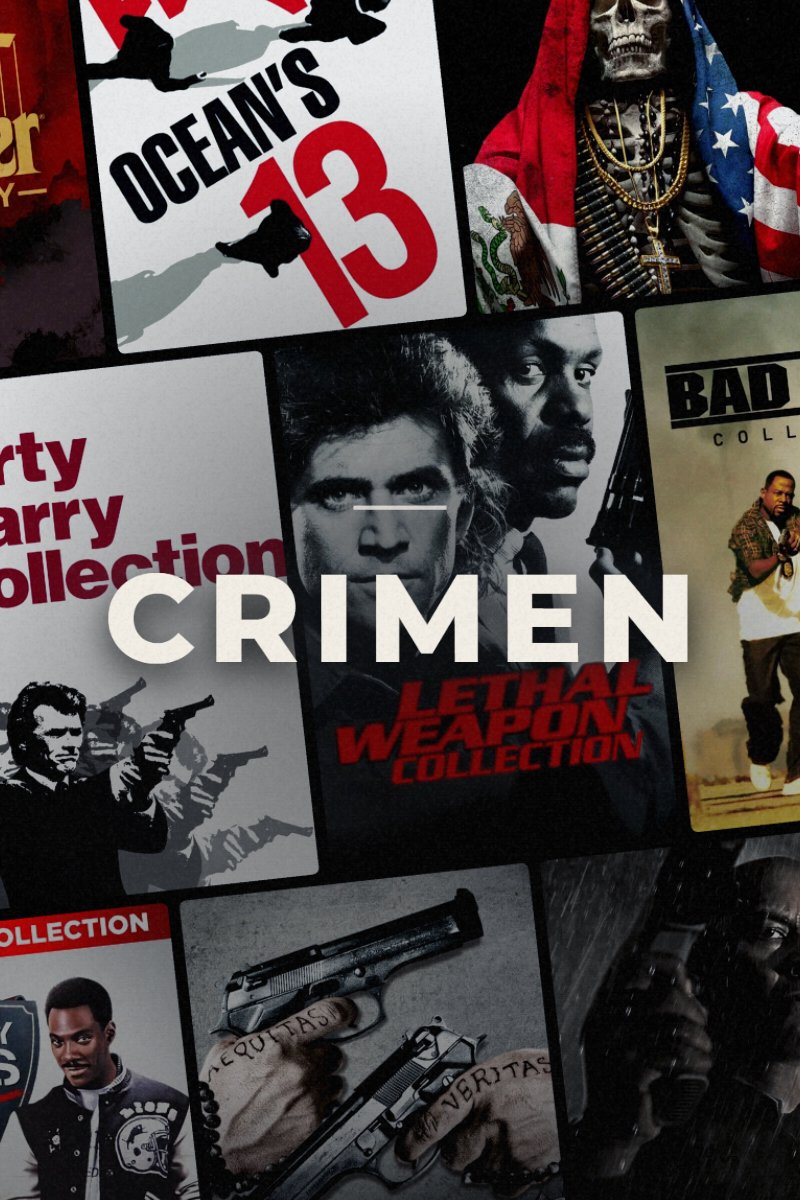 OCEAN'S
13
BAD
COLL
rty
arry
ollection
CRIMEN
LETHAL
WEAPON
COLLECTION
OLLECTION
Y
S
AEQUITAS
VERITAS